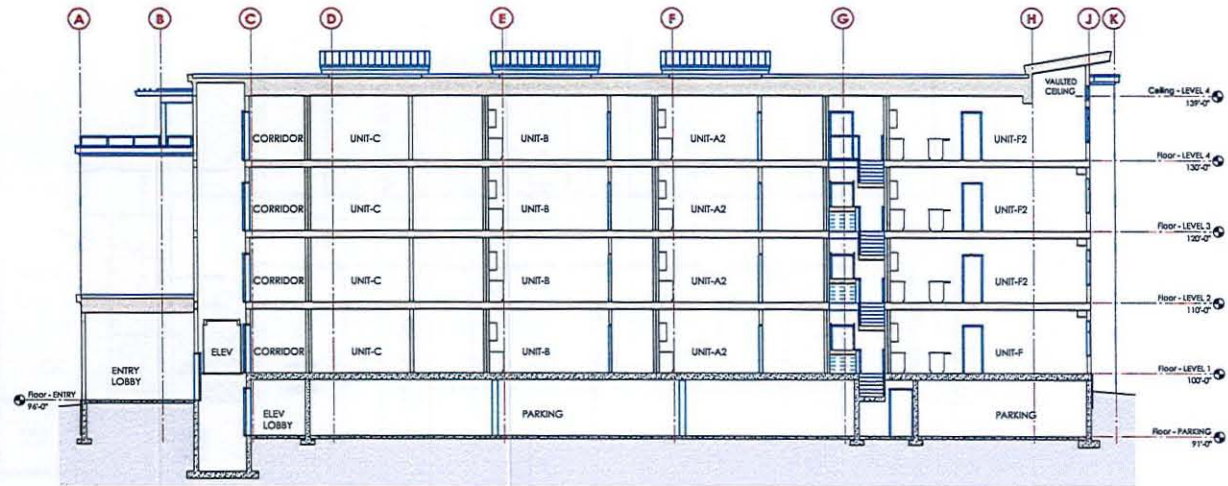 A B C D E F G H J K
VAULTED
CEILING
Ceiling - LEVEL 4
139'-0"
CORRIDOR UNIT-C UNIT-B UNIT-A2 UNIT-F2
Floor - LEVEL 4
130'-0"
CORRIDOR UNIT-C UNIT-B UNIT-A2 UNIT-F2
Floor - LEVEL 3
120'-0"
CORRIDOR UNIT-C UNIT-B UNIT-A2 UNIT-F2
Floor - LEVEL 2
110'-0"
ELEV CORRIDOR UNIT-C UNIT-B UNIT-A2 UNIT-F
ENTRY
LOBBY
Floor - LEVEL 1
100'-0"
Floor - ENTRY
96'-0"
ELEV
LOBBY
PARKING PARKING
Floor - PARKING
91'-0"